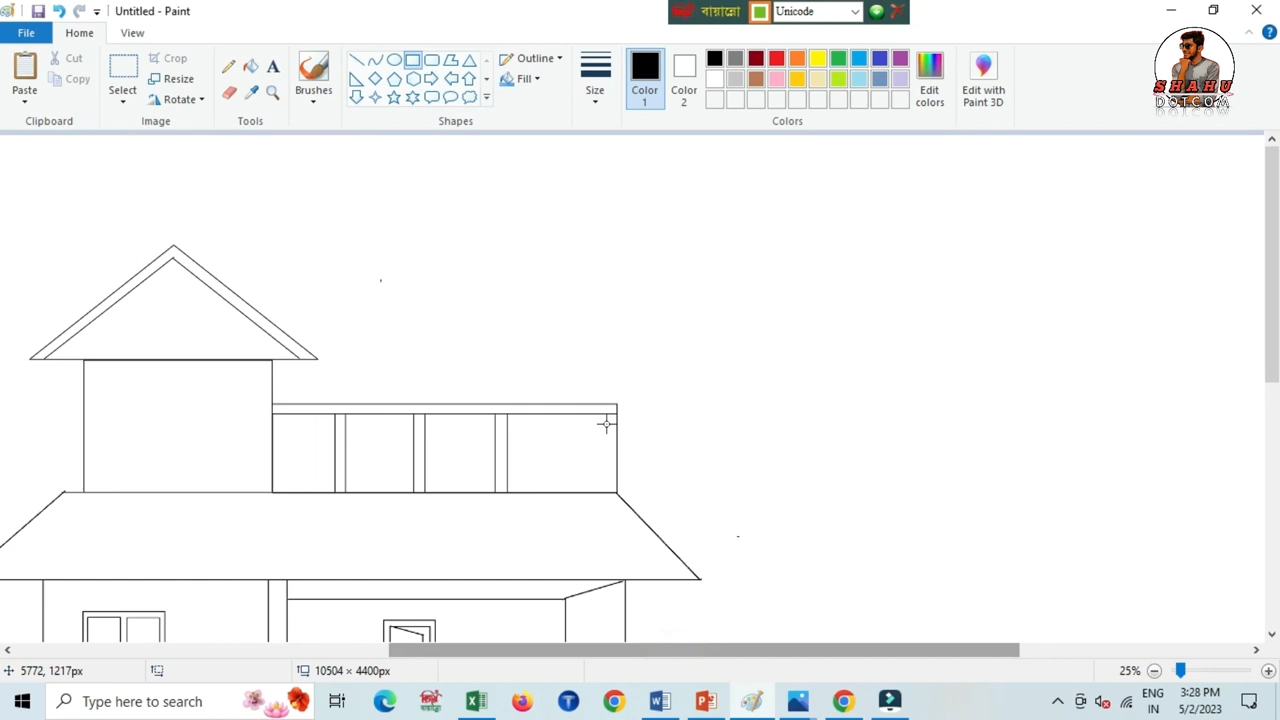 Untitled - Paint
বায়ান্নো
Unicode
File
Home
View
Paste
Cut
Copy
Clipboard
Select
Crop
Resize
Rotate
Image
A
Tools
Brushes
Outline
Fill
Shapes
Size
Color
1
Color
2
Edit
colors
Colors
Edit with
Paint 3D
SHAHU
DOTCOM
5772, 1217px
10504 × 4400px
25%
Type here to search
ENG
IN
3:28 PM
5/2/2023